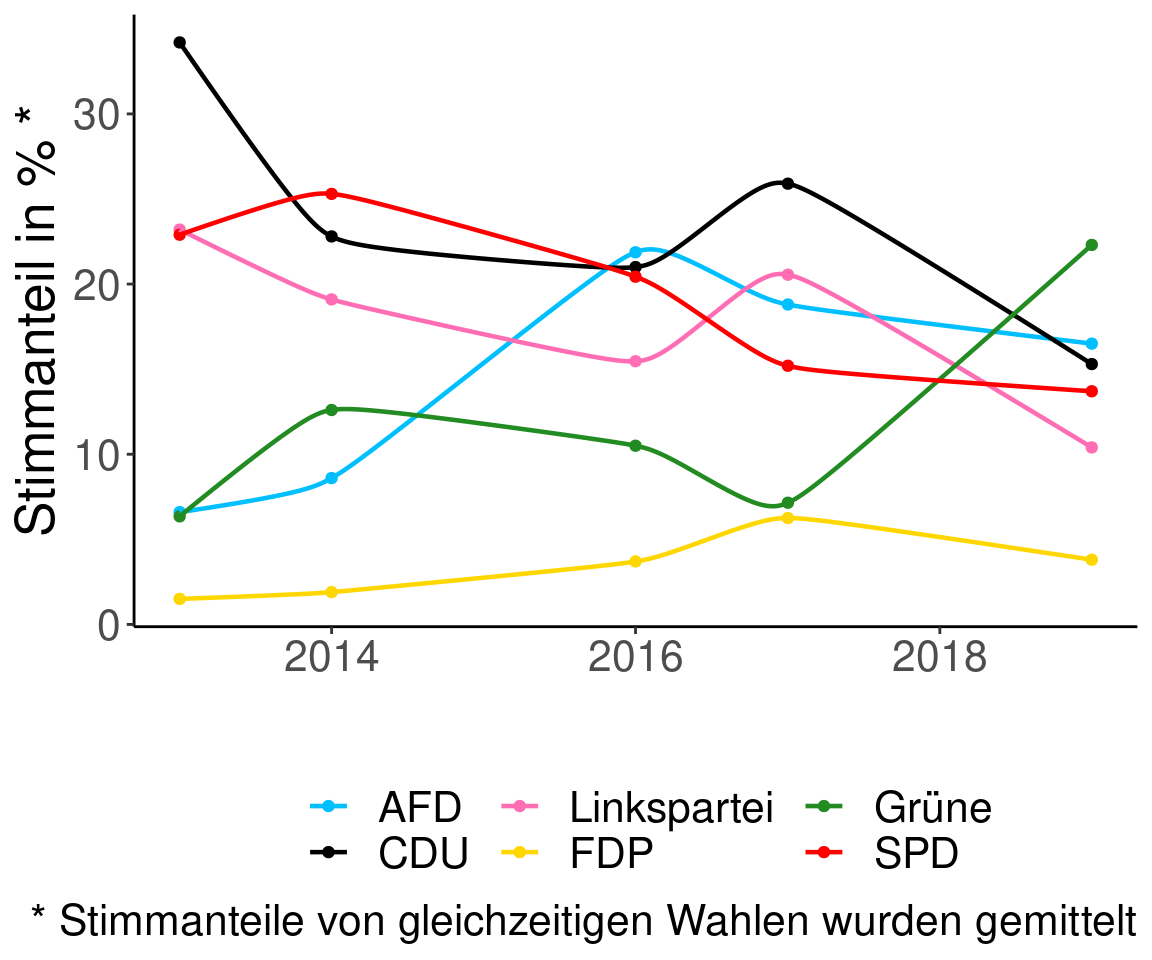 Stimmanteil in % *
30
20
10
0
2014 2016 2018
AFD Linkspartei Grüne
CDU FDP SPD
* Stimmanteile von gleichzeitigen Wahlen wurden gemittelt